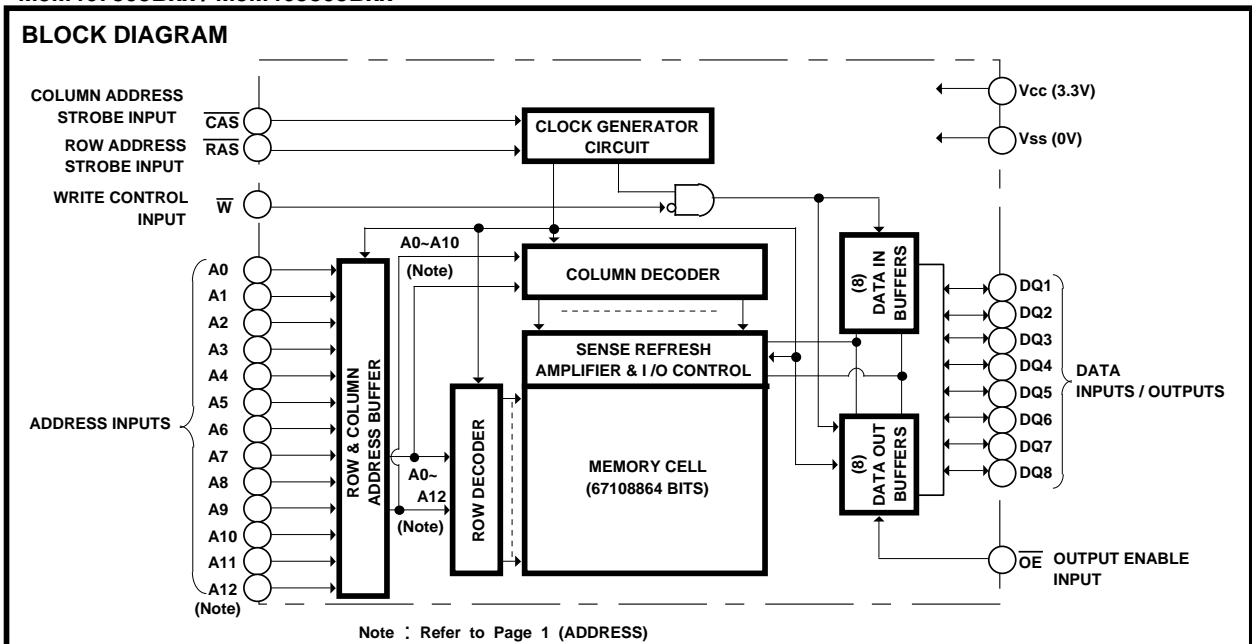 BLOCK DIAGRAM
COLUMN ADDRESS
STROBE INPUT
CAS
ROW ADDRESS
STROBE INPUT
RAS
WRITE CONTROL
INPUT
W
CLOCK GENERATOR
CIRCUIT
Vcc (3.3V)
Vss (0V)
ADDRESS INPUTS
A0
A1
A2
A3
A4
A5
A6
A7
A8
A9
A10
A11
A12
(Note)
ROW & COLUMN
ADDRESS BUFFER
A0~A10
(Note)
COLUMN DECODER
SENSE REFRESH
AMPLIFIER & I /O CONTROL
A0~
A12
(Note)
ROW DECODER
MEMORY CELL
(67108864 BITS)
(8)
DATA IN
BUFFERS
(8)
DATA OUT
BUFFERS
DQ1
DQ2
DQ3
DQ4
DQ5
DQ6
DQ7
DQ8
DATA
INPUTS / OUTPUTS
OE OUTPUT ENABLE
INPUT
Note : Refer to Page 1 (ADDRESS)